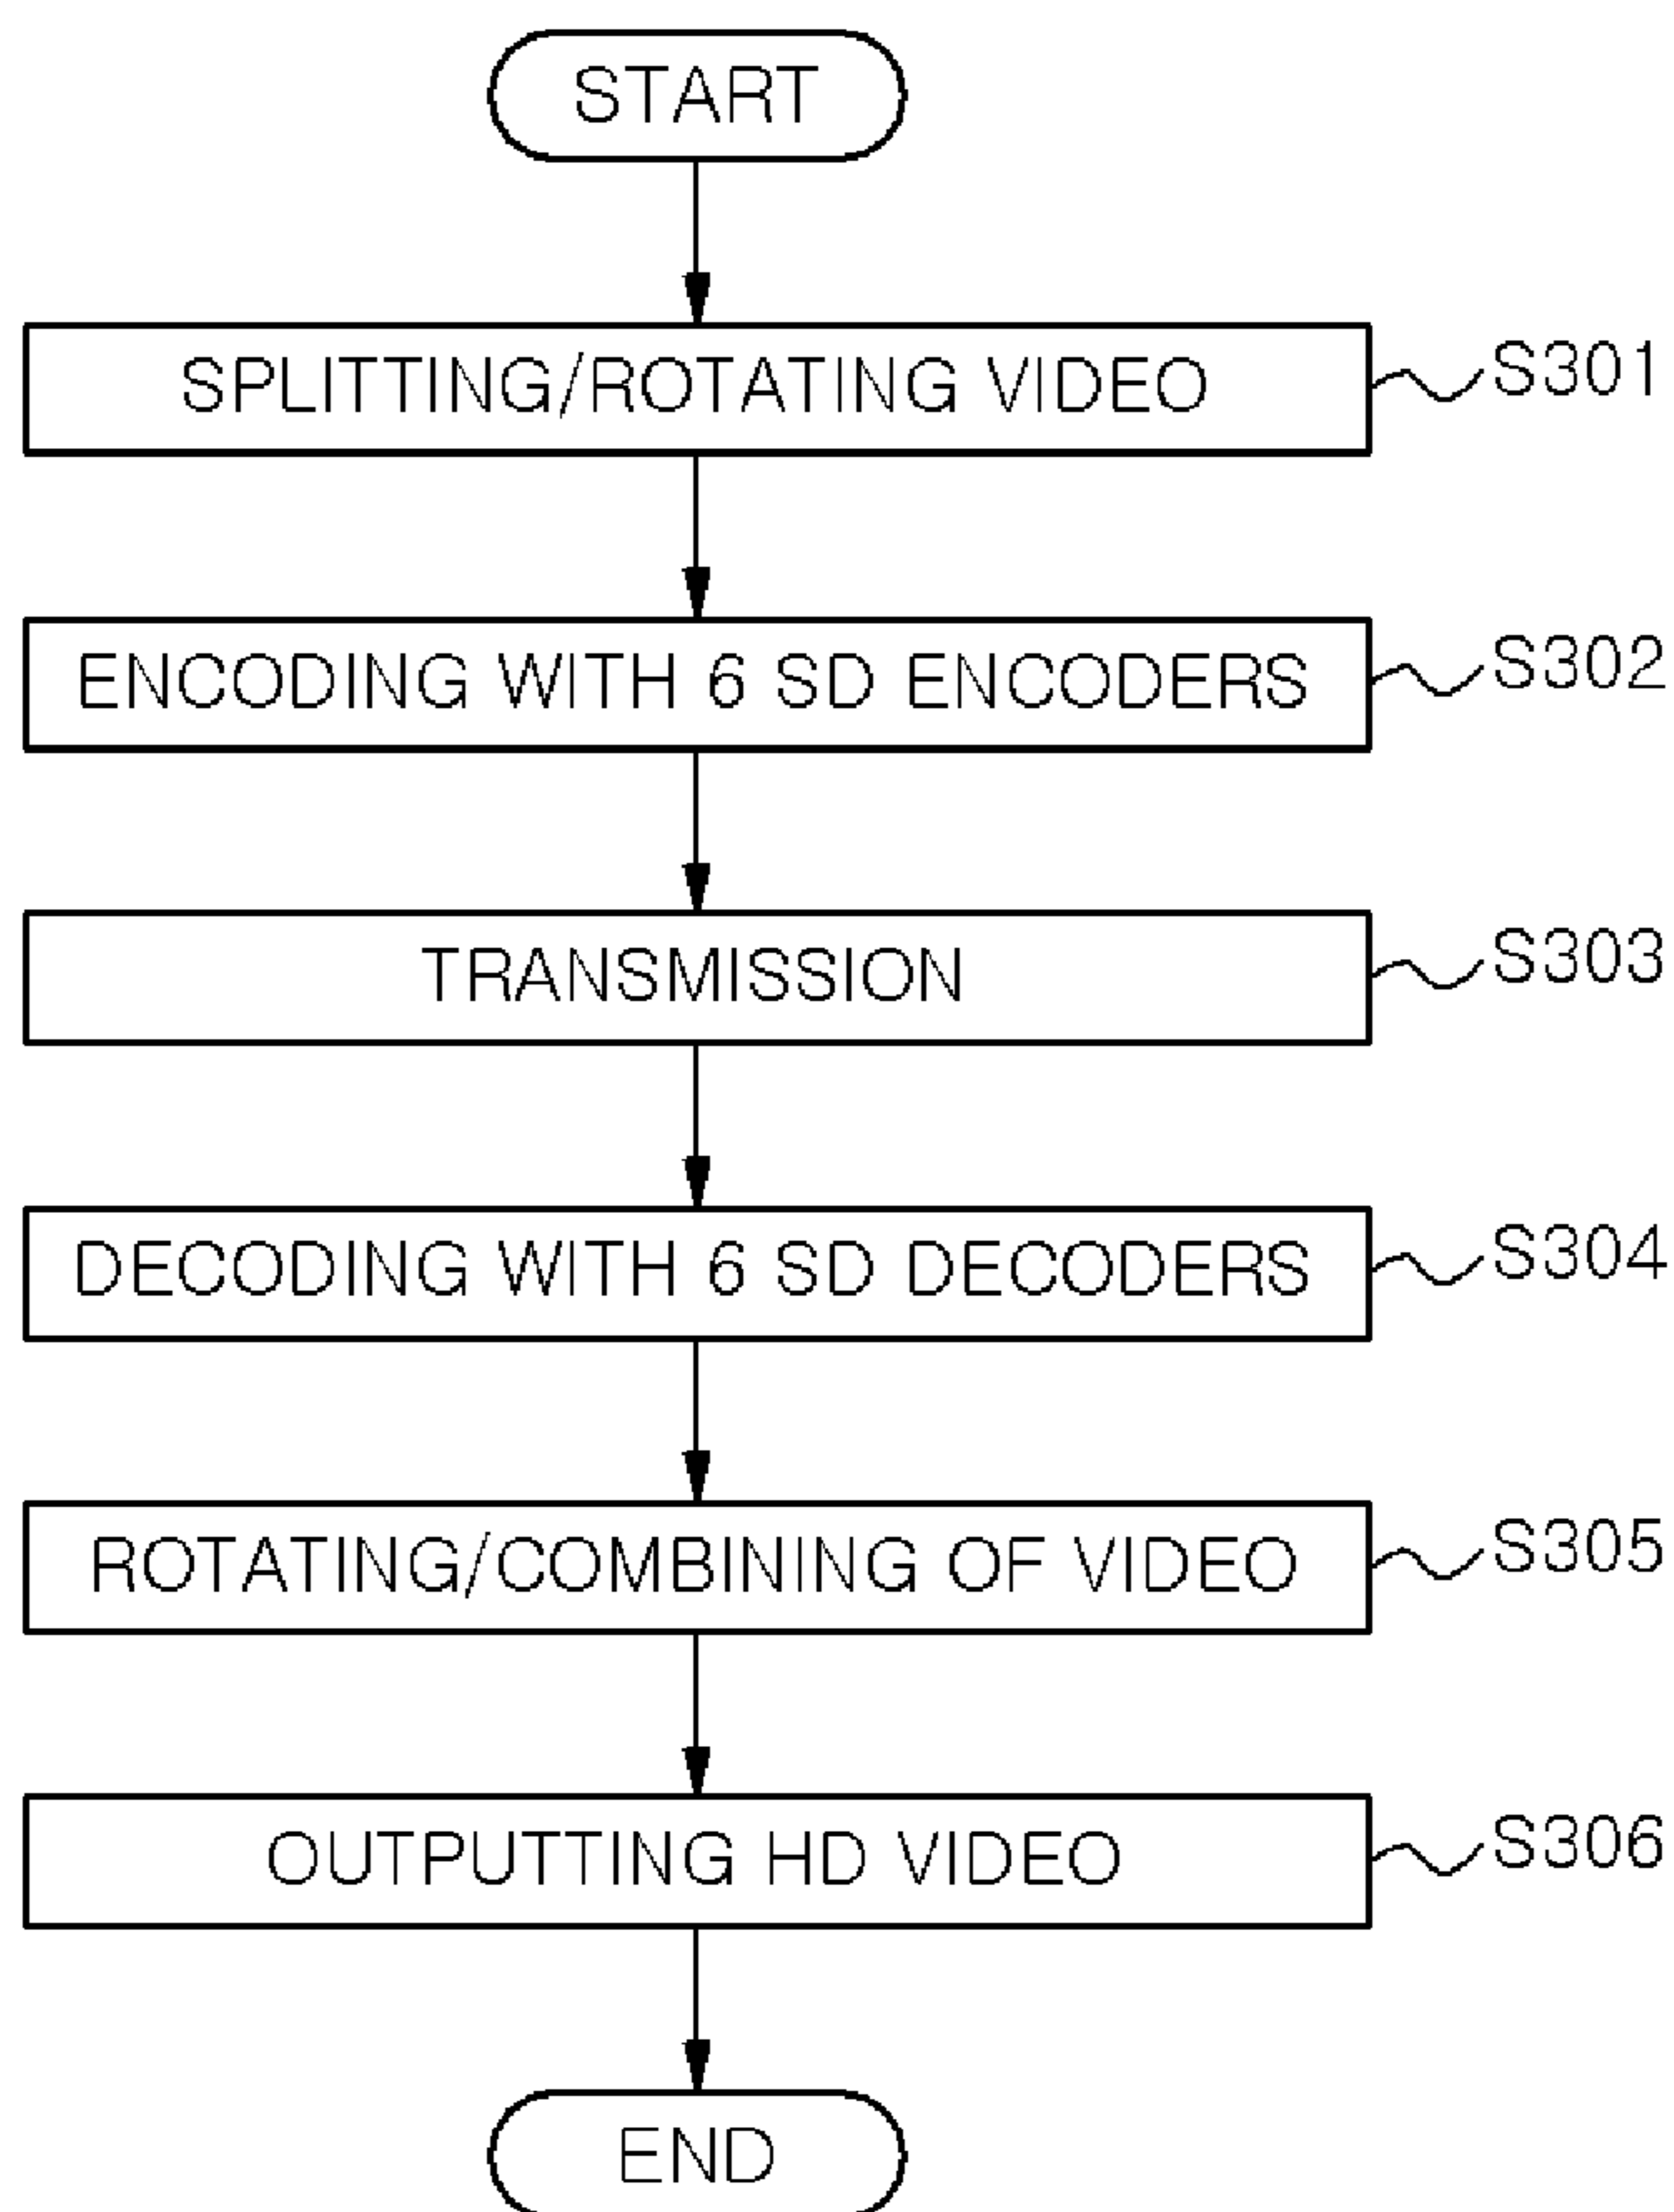 START
SPLITTING/ROTATING VIDEO
S301
ENCODING WITH 6 SD ENCODERS
S302
TRANSMISSION
S303
DECODING WITH 6 SD DECODERS
S304
ROTATING/COMBINING OF VIDEO
S305
OUTPUTTING HD VIDEO
S306
END